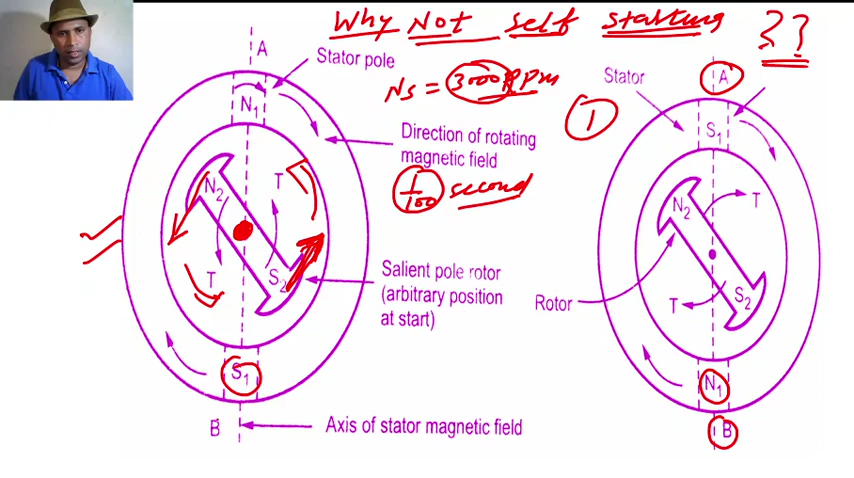 Why Not self starting ??
A
Stator pole
N1
Ns = 3000 Rpm
Direction of rotating
magnetic field
1/100 second
N2
T
T
S2
Salient pole rotor
(arbitrary position
at start)
S1
B
Axis of stator magnetic field
1
Stator
A
S1
N2
T
T
S2
Rotor
N1
B